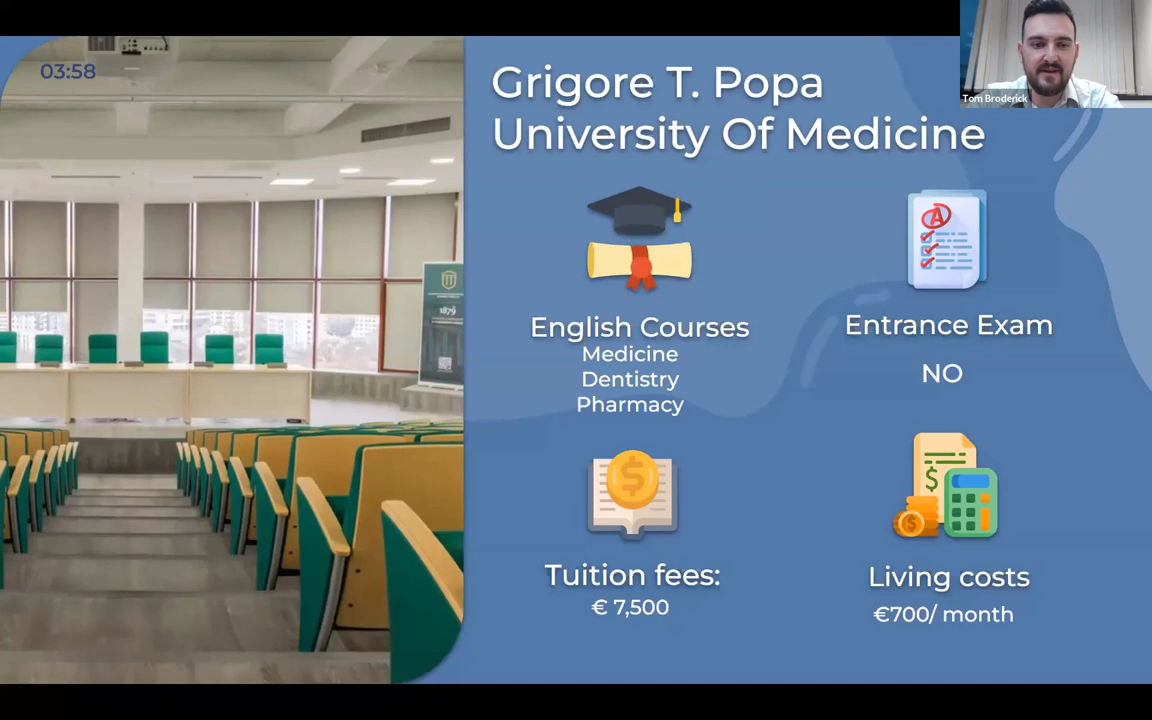 03:58
Grigore T. Popa
University Of Medicine
Tom Broderick
English Courses
Medicine
Dentistry
Pharmacy
Entrance Exam
NO
Tuition fees:
€ 7,500
Living costs
€700/ month
1879
A
$
$